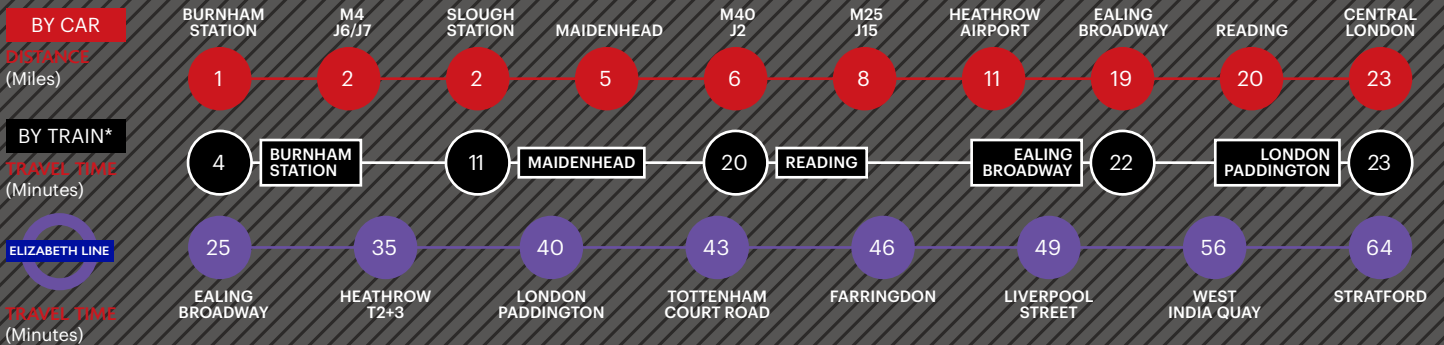 BY CAR
DISTANCE
(Miles)
BURNHAM
STATION
M4
J6/J7
SLOUGH
STATION
MAIDENHEAD
M40
J2
M25
J15
HEATHROW
AIRPORT
EALING
BROADWAY
READING
CENTRAL
LONDON
1
2
2
5
6
8
11
19
20
23
BY TRAIN*
TRAVEL TIME
(Minutes)
4
BURNHAM
STATION
11
MAIDENHEAD
20
READING
EALING
BROADWAY
22
LONDON
PADDINGTON
23
ELIZABETH LINE
TRAVEL TIME
(Minutes)
25
35
40
43
46
49
56
64
EALING
BROADWAY
HEATHROW
T2+3
LONDON
PADDINGTON
TOTTENHAM
COURT ROAD
FARRINGDON
LIVERPOOL
STREET
WEST
INDIA QUAY
STRATFORD